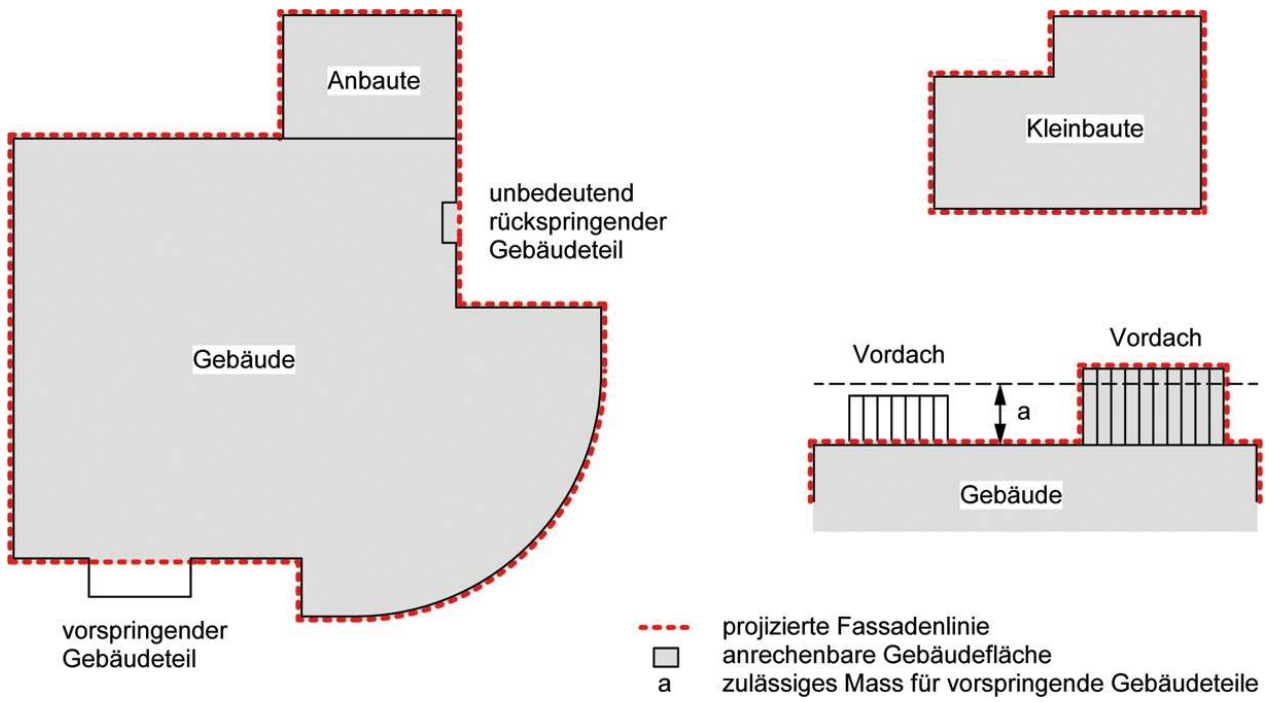 Anbaute
Kleinbaute
unbedeutend
rückspringender
Gebäudeteil
Gebäude
Vordach
Vordach
a
Gebäude
vorspringender
Gebäudeteil
projizierte Fassadenlinie
anrechenbare Gebäudefläche
a zulässiges Mass für vorspringende Gebäudeteile